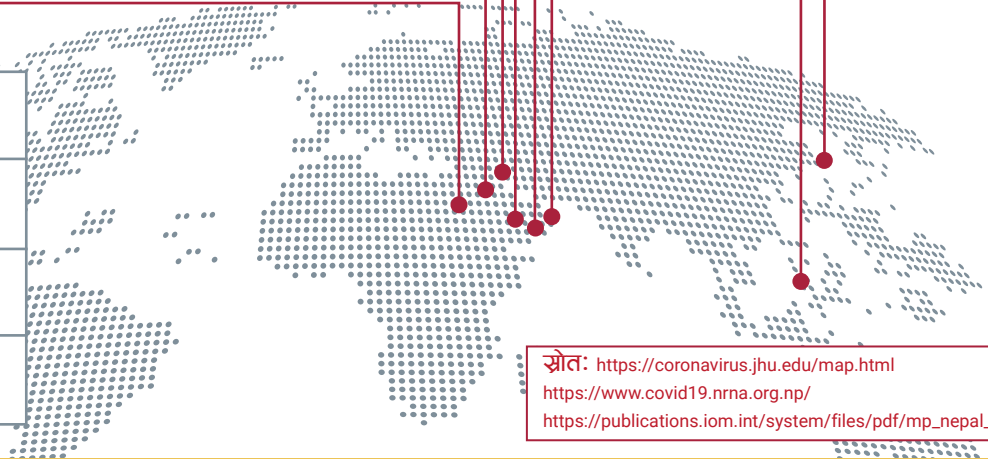 स्रोत: https://coronavirus.jhu.edu/map.html
https://www.covid19.nrna.org.np/
https://publications.iom.int/system/files/pdf/mp_nepal_